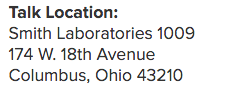 Talk Location:
Smith Laboratories 1009
174 W. 18th Avenue
Columbus, Ohio 43210